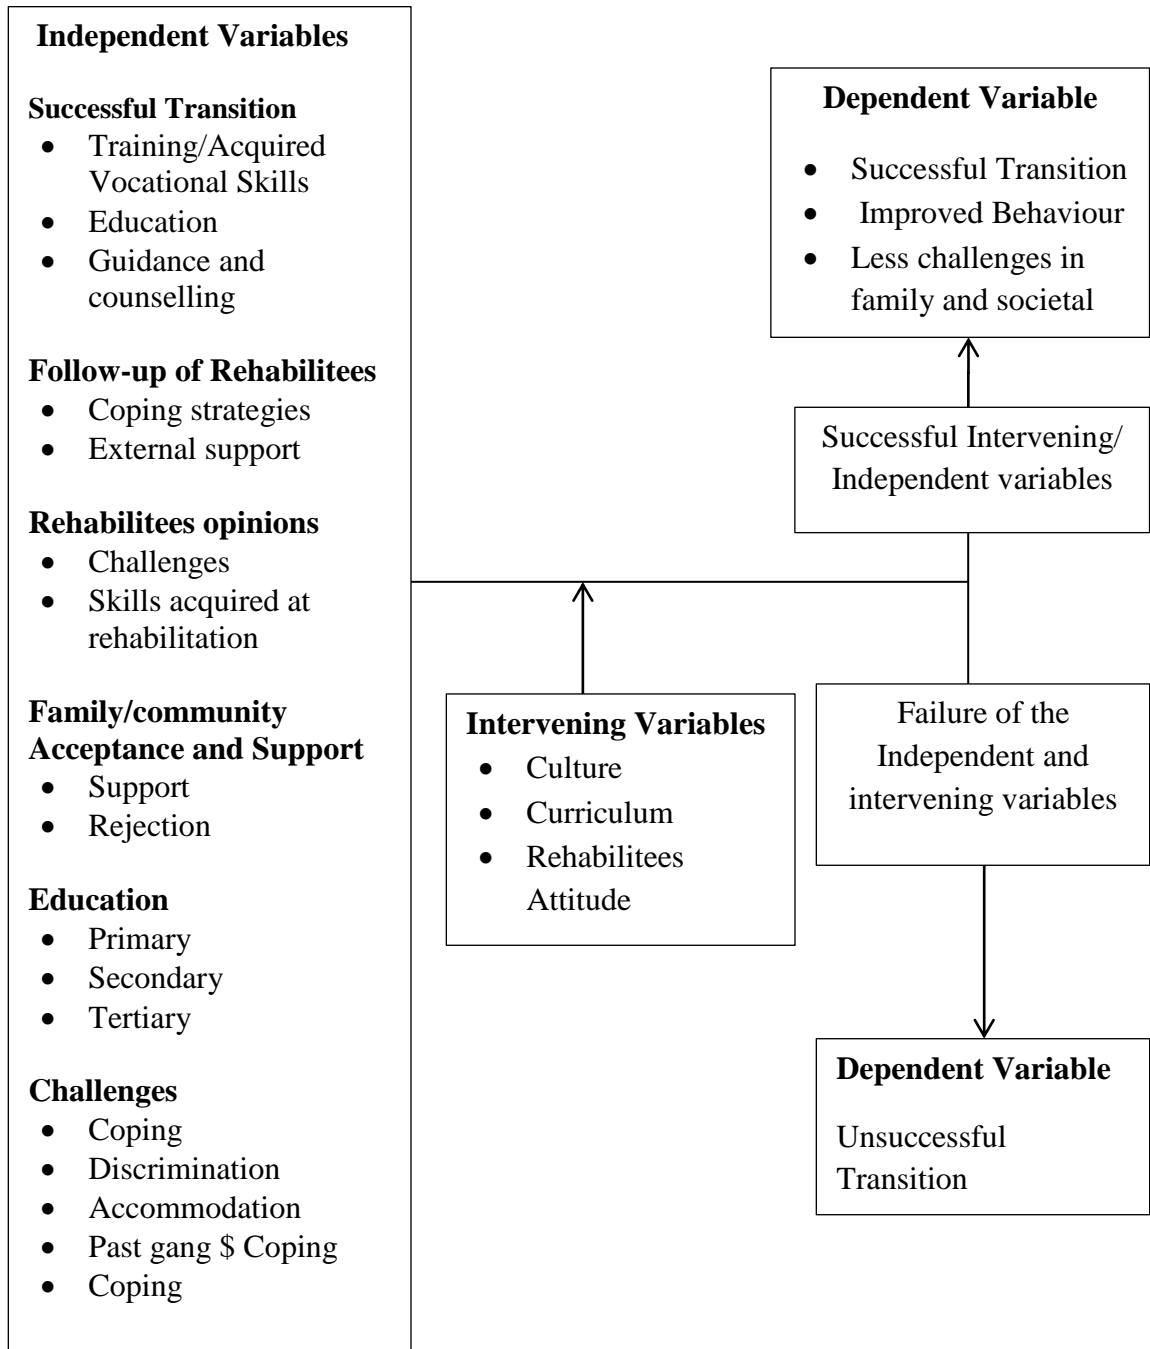 Independent Variables
Successful Transition
• Training/Acquired
Vocational Skills
• Education
• Guidance and
counselling
Follow-up of Rehabilitees
• Coping strategies
• External support
Rehabilitees opinions
• Challenges
• Skills acquired at
rehabilitation
Family/community
Acceptance and Support
• Support
• Rejection
Education
• Primary
• Secondary
• Tertiary
Challenges
• Coping
• Discrimination
• Accommodation
• Past gang $ Coping
• Coping
Intervening Variables
• Culture
• Curriculum
• Rehabilitees
Attitude
Dependent Variable
• Successful Transition
• Improved Behaviour
• Less challenges in
family and societal
Successful Intervening/
Independent variables
Failure of the
Independent and
intervening variables
Dependent Variable
Unsuccessful
Transition